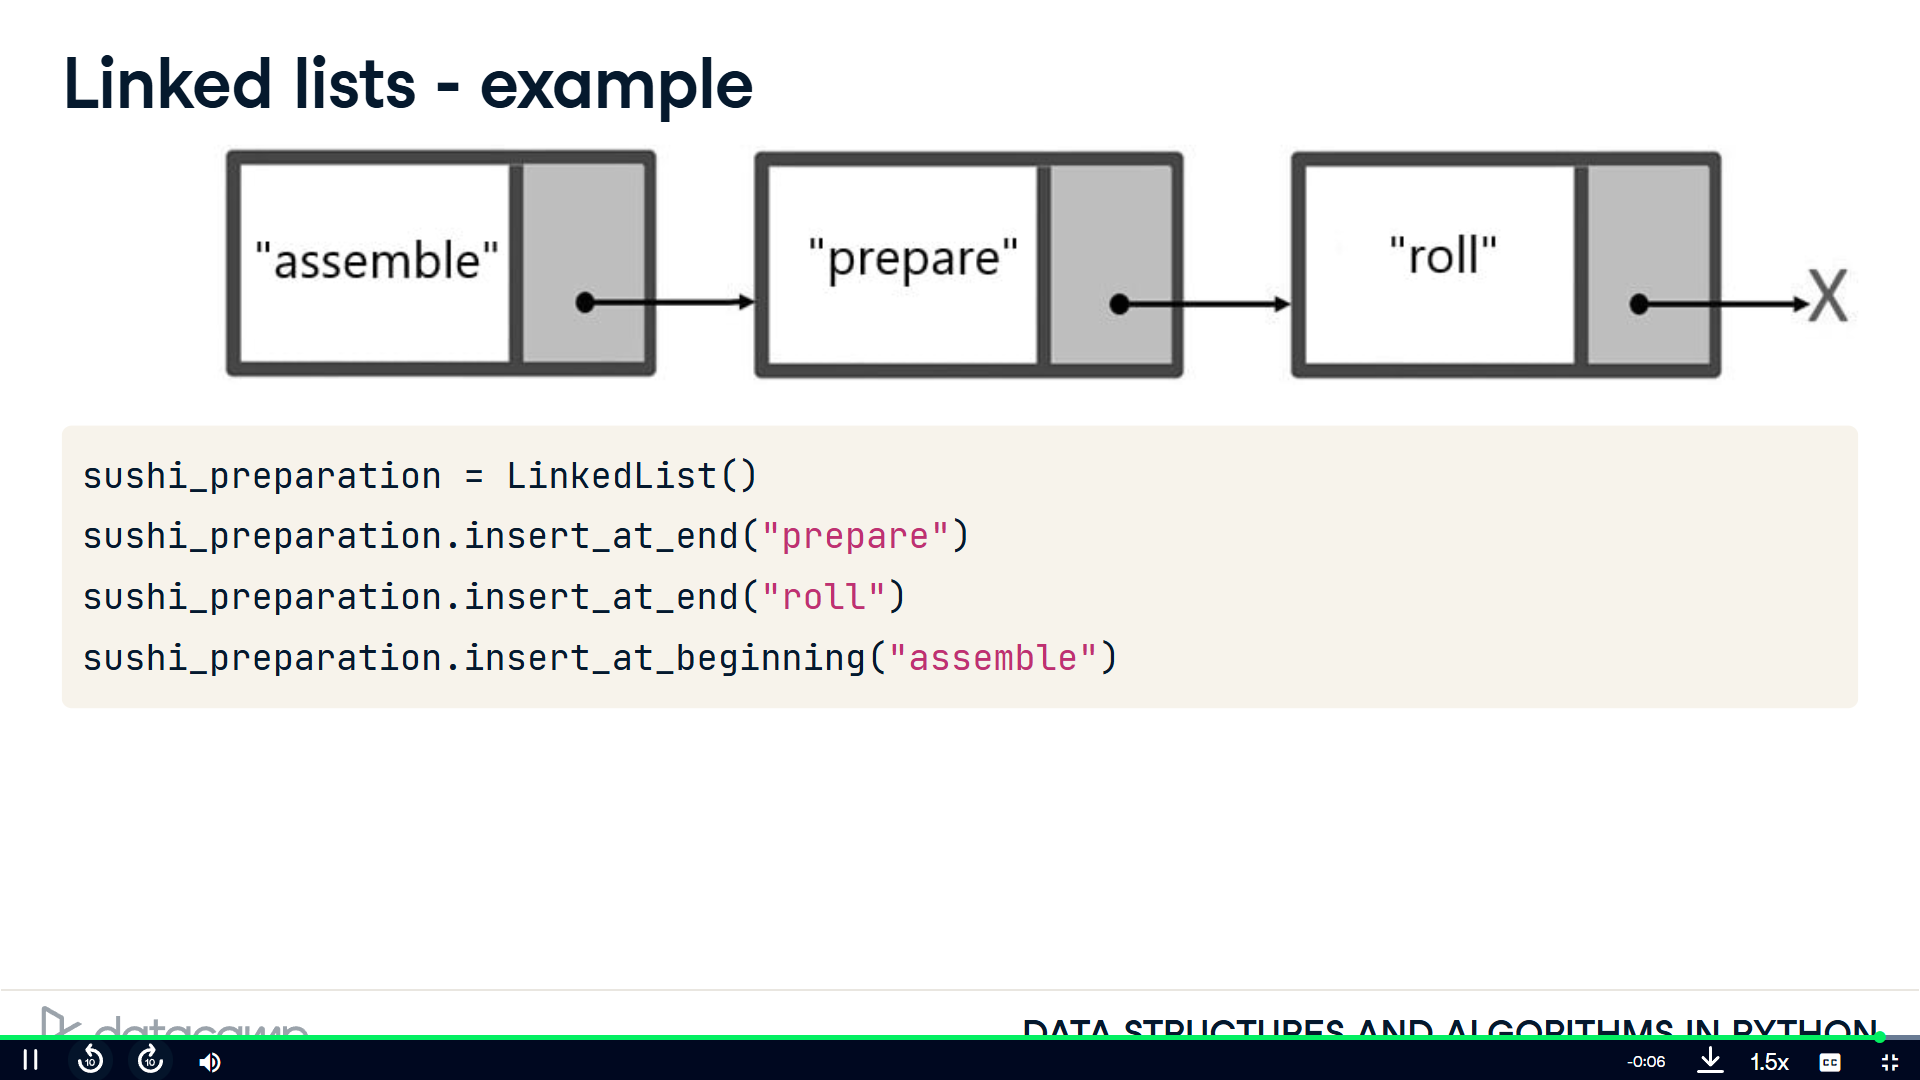 Linked lists - example
"assemble" "prepare" "roll" X
sushi_preparation = LinkedList()
sushi_preparation.insert_at_end("prepare")
sushi_preparation.insert_at_end("roll")
sushi_preparation.insert_at_beginning("assemble")
datacamp DATA STRUCTURES AND ALGORITHMS IN PYTHON
10 10 -0:06 1.5x CC